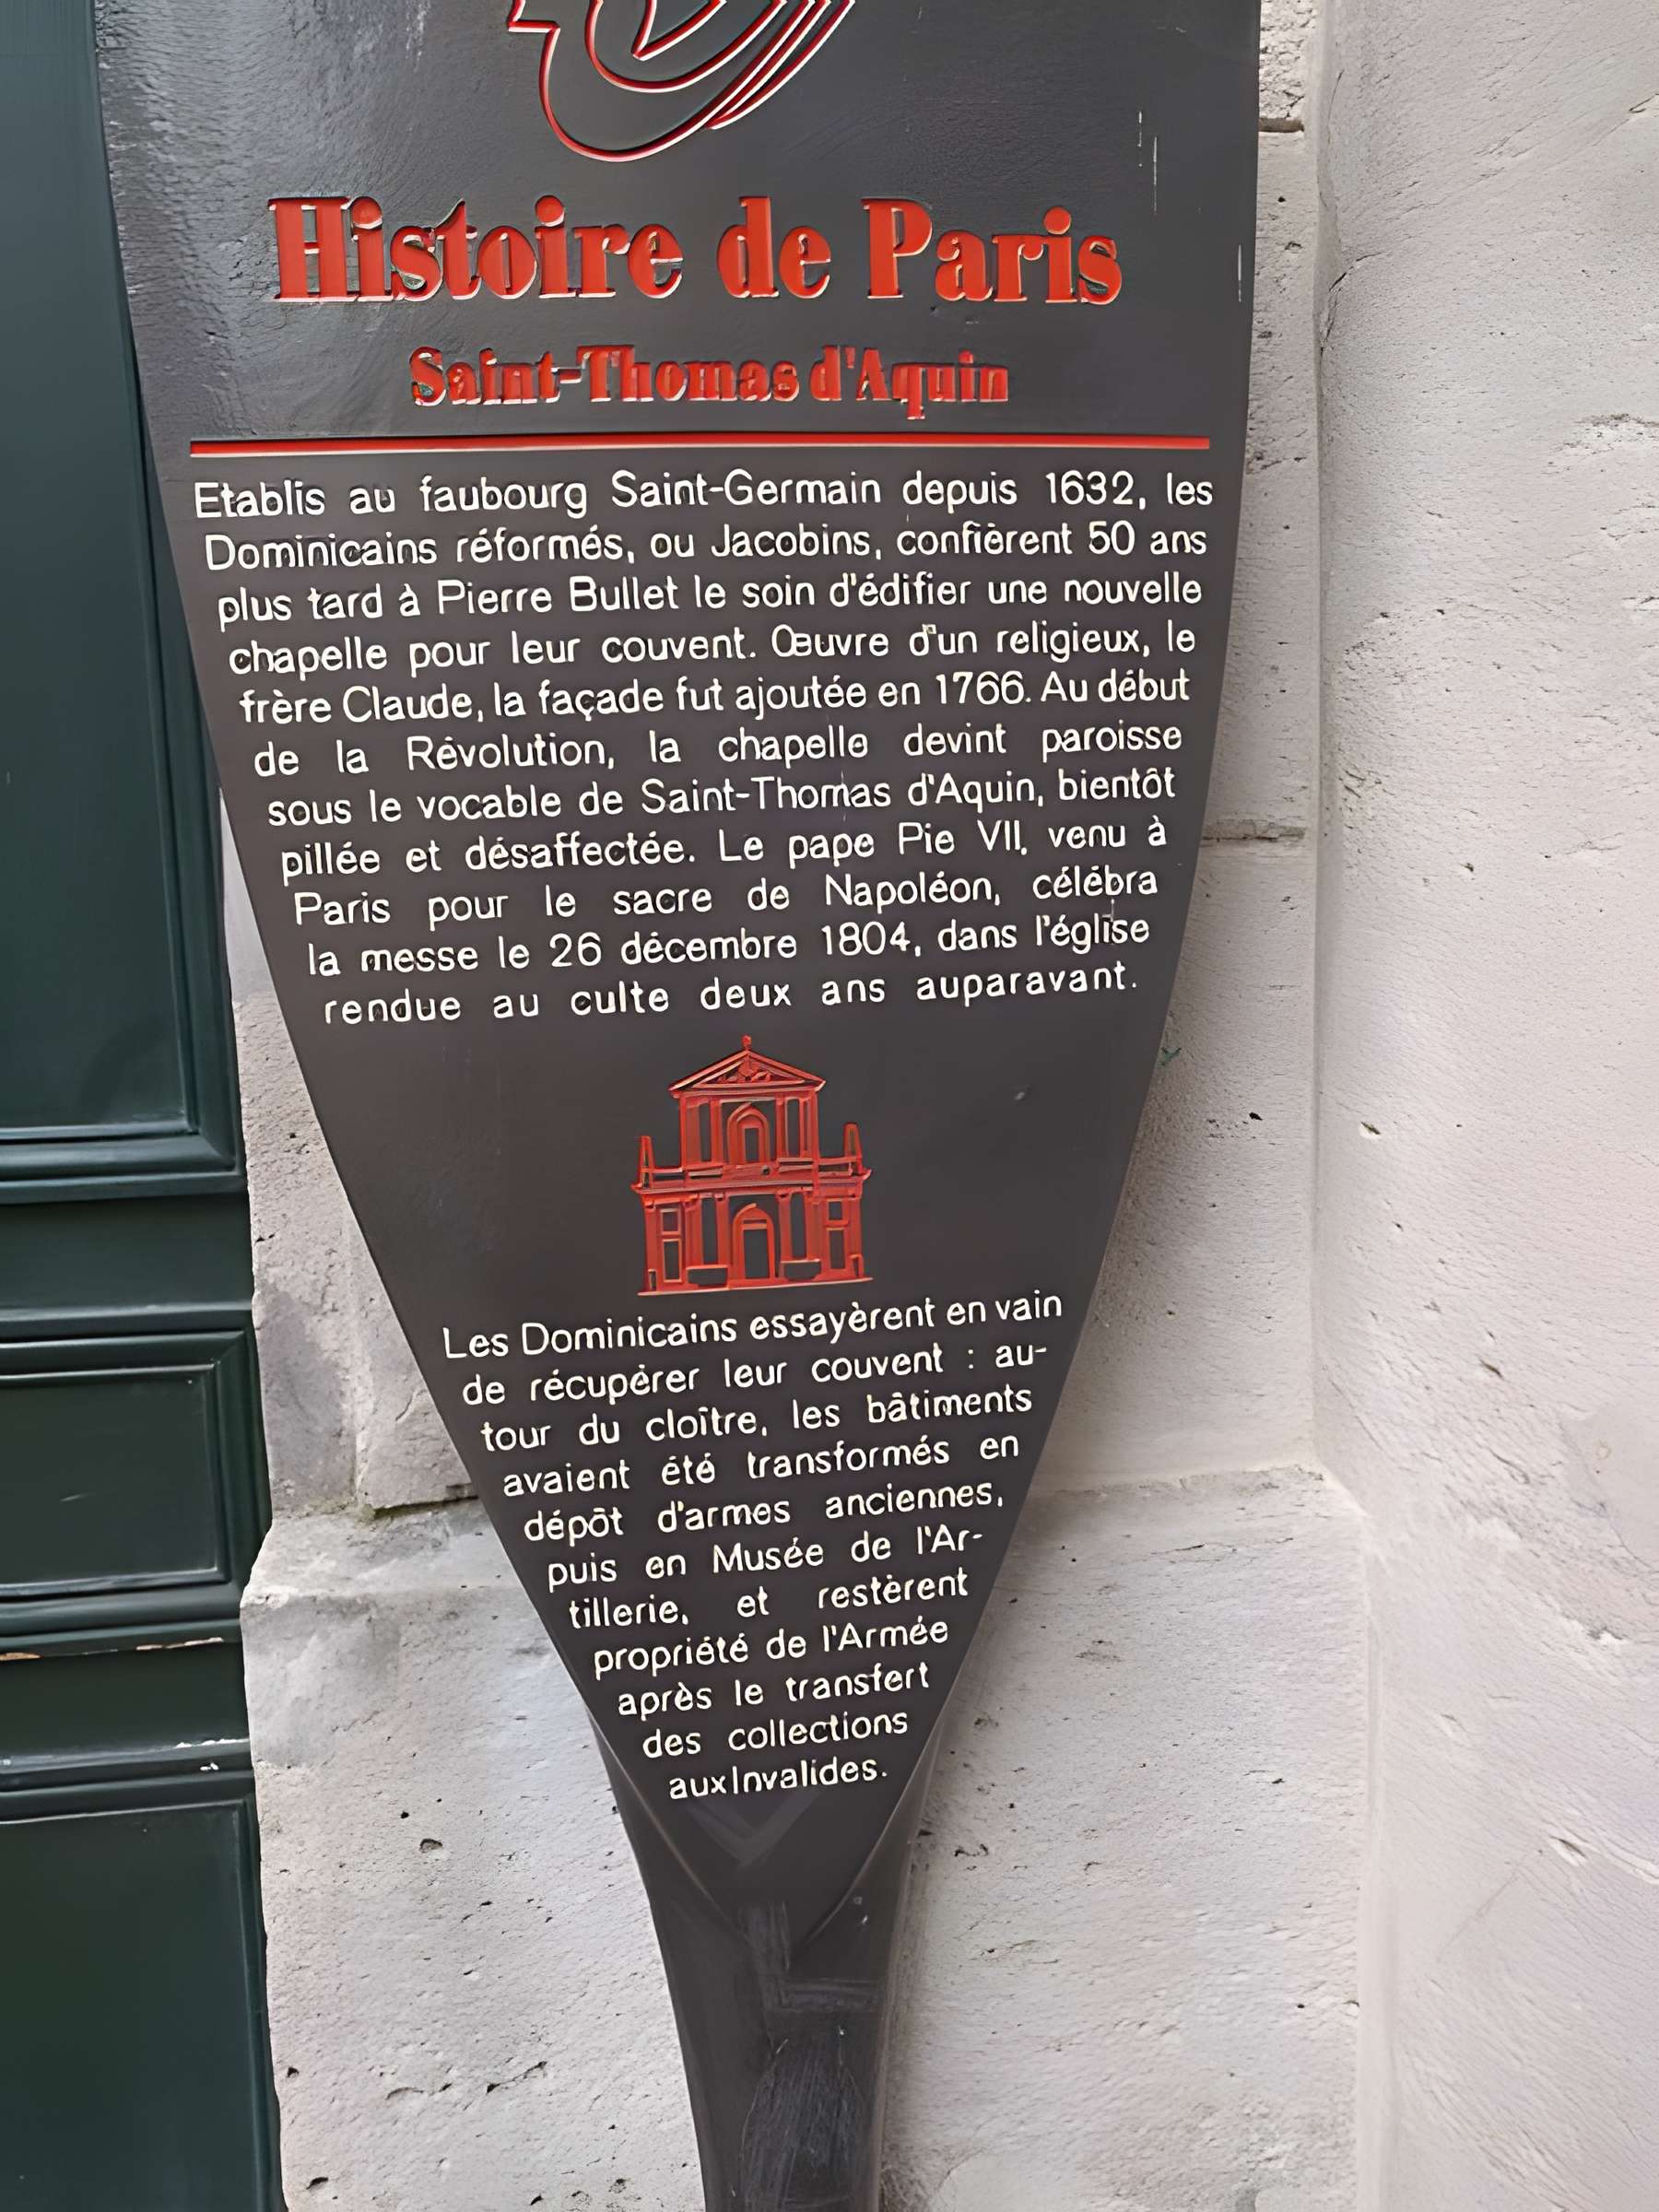 Histoire de Paris
Saint-Thomas d'Aquin
Etablis au faubourg Saint-Germain depuis 1632, les
Dominicains réformés, ou Jacobins, confièrent 50 ans
plus tard à Pierre Bullet le soin d'édifier une nouvelle
chapelle pour leur couvent. Œuvre d'un religieux, le
frère Claude, la façade fut ajoutée en 1766. Au début
de la Révolution, la chapelle devint paroisse
sous le vocable de Saint-Thomas d'Aquin, bientôt
pillée et désaffectée. Le pape Pie VII, venu à
Paris pour le sacre de Napoléon, célébra
la messe le 26 décembre 1804, dans l'église
rendue au culte deux ans auparavant.
Les Dominicains essayèrent en vain
de récupérer leur couvent : au-
tour du cloître, les bâtiments
avaient été transformés en
dépôt d'armes anciennes,
puis en Musée de l'Ar-
tillerie, et restèrent
propriété de l'Armée
après le transfert
des collections
aux Invalides.